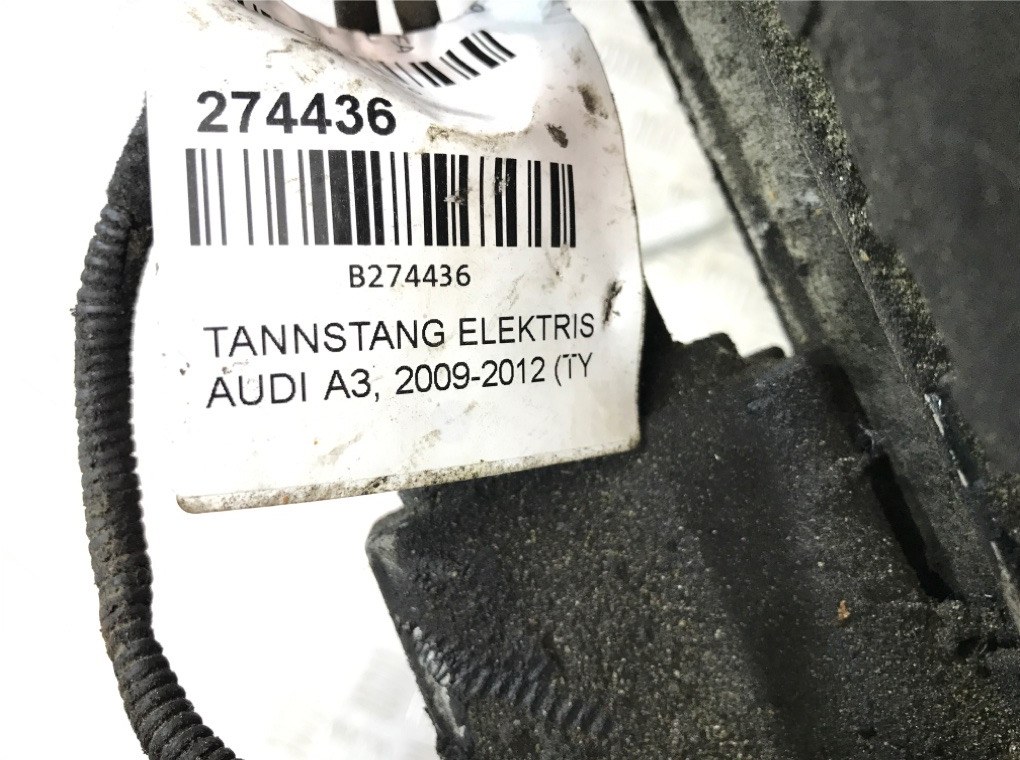 274436
B274436
TANNSTANG ELEKTRIS
AUDI A3, 2009-2012 (TY